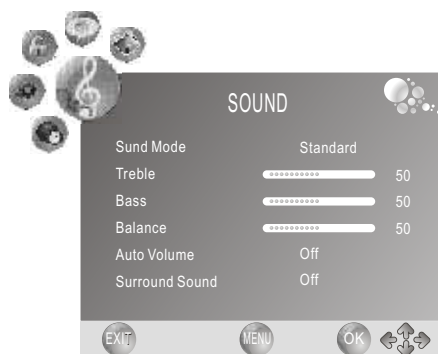 SOUND
Sund Mode Standard
Treble 50
Bass 50
Balance 50
Auto Volume Off
Surround Sound Off
EXIT MENU OK